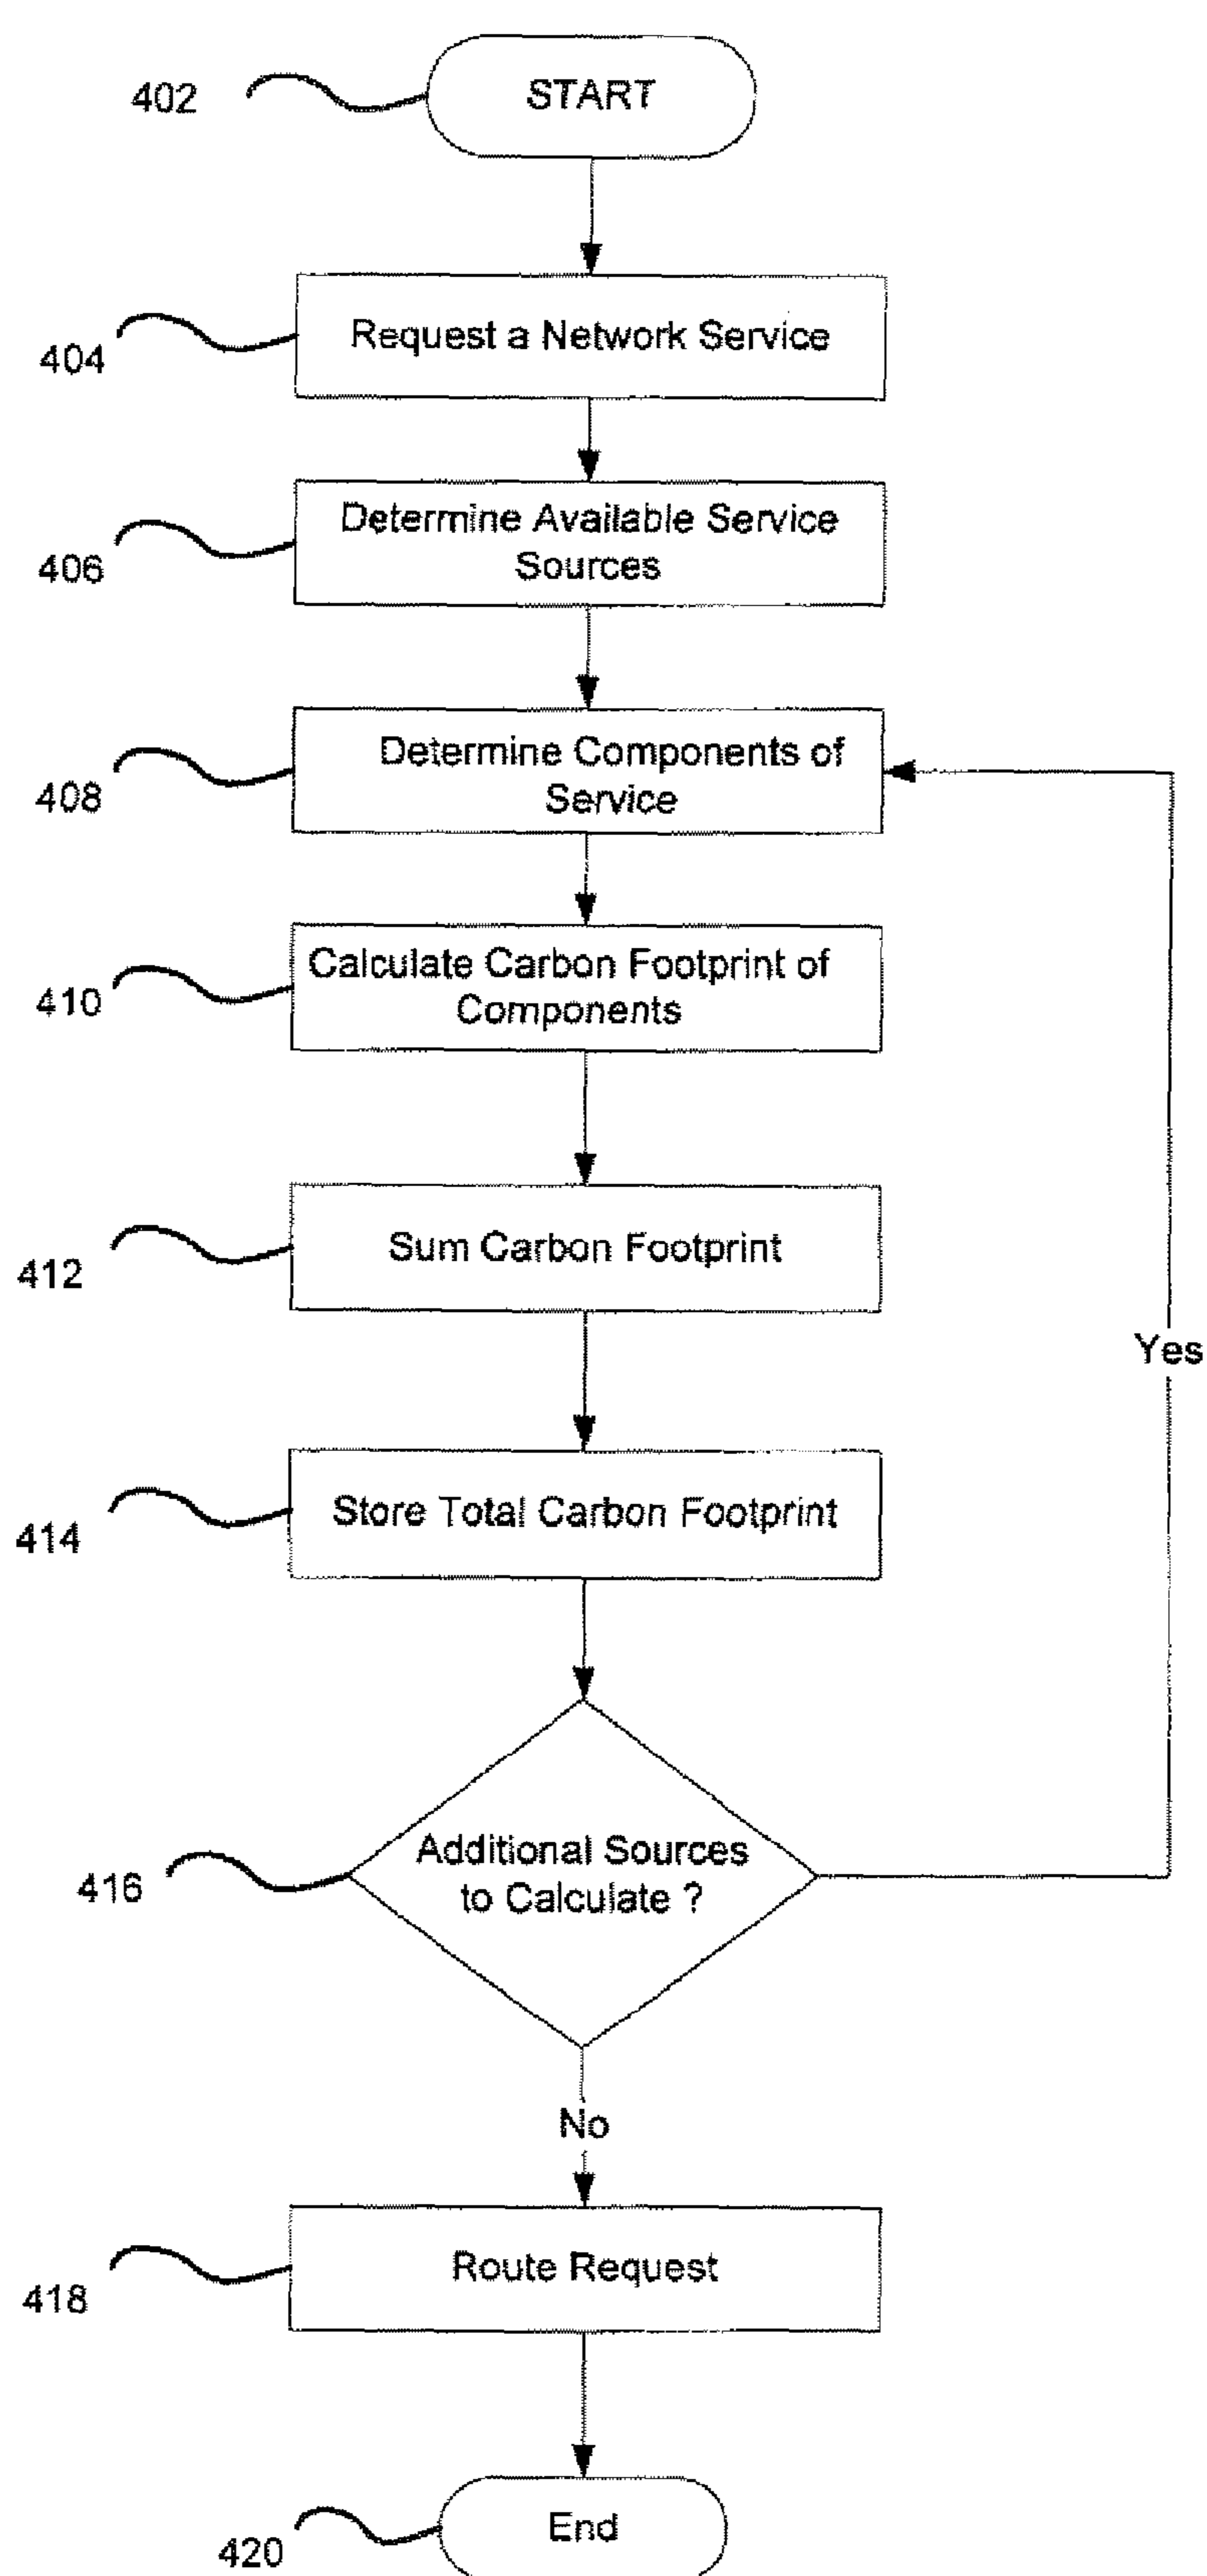 402
START
404
Request a Network Service
406
Determine Available Service
Sources
408
Determine Components of
Service
410
Calculate Carbon Footprint of
Components
412
Sum Carbon Footprint
Yes
414
Store Total Carbon Footprint
416
Additional Sources
to Calculate ?
No
418
Route Request
420
End